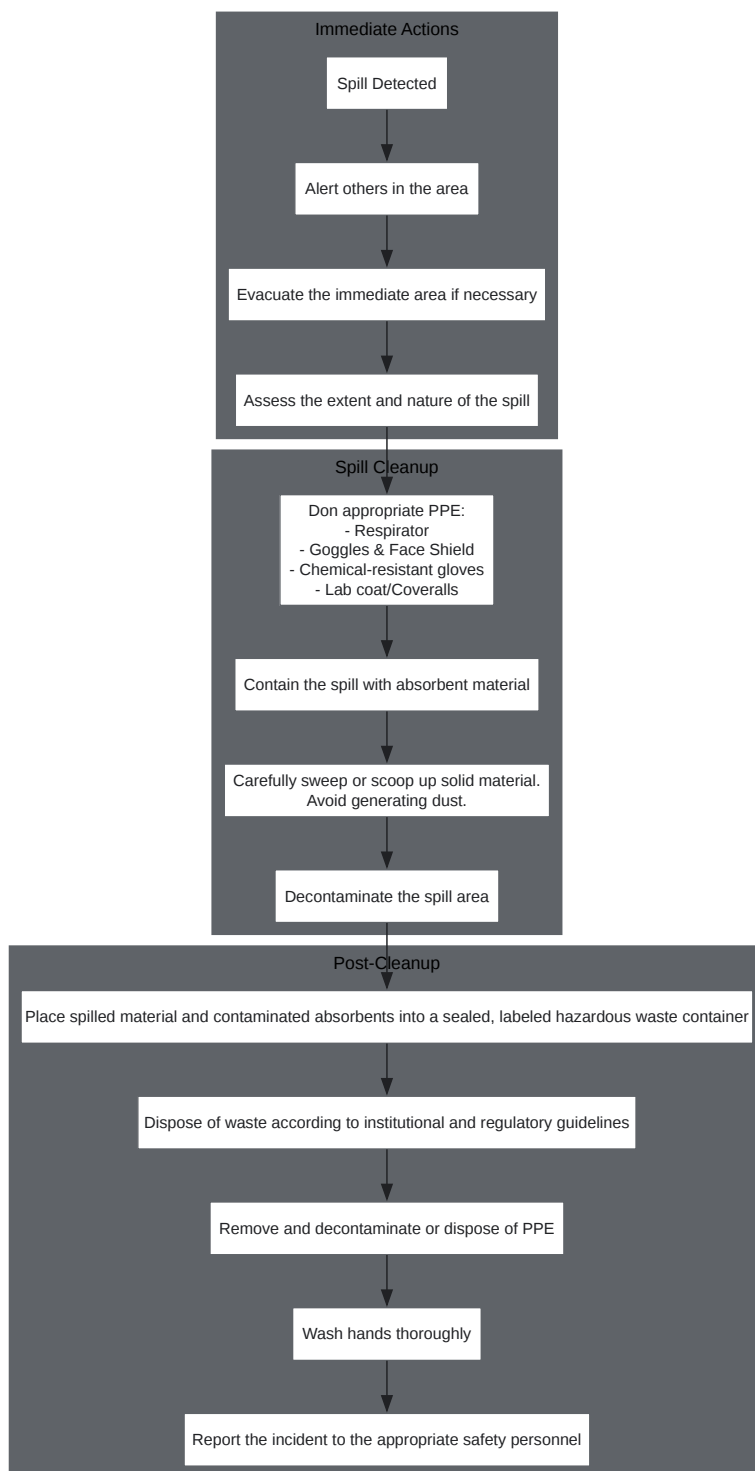 Immediate Actions
Spill Detected
Alert others in the area
Evacuate the immediate area if necessary
Assess the extent and nature of the spill
Spill Cleanup
Don appropriate PPE:
- Respirator
- Goggles & Face Shield
- Chemical-resistant gloves
- Lab coat/Coveralls
Contain the spill with absorbent material
Carefully sweep or scoop up solid material.
Avoid generating dust.
Decontaminate the spill area
Post-Cleanup
Place spilled material and contaminated absorbents into a sealed, labeled hazardous waste container
Dispose of waste according to institutional and regulatory guidelines
Remove and decontaminate or dispose of PPE
Wash hands thoroughly
Report the incident to the appropriate safety personnel